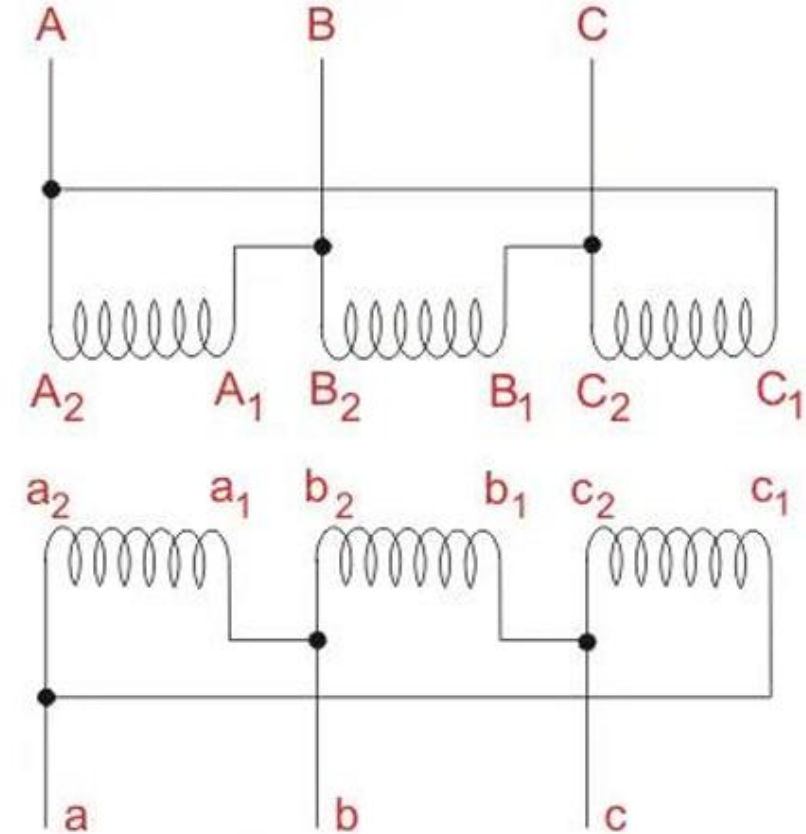 A B C
A₂ A₁ B₂ B₁ C₂ C₁
a₂ a₁ b₂ b₁ c₂ c₁
a b c